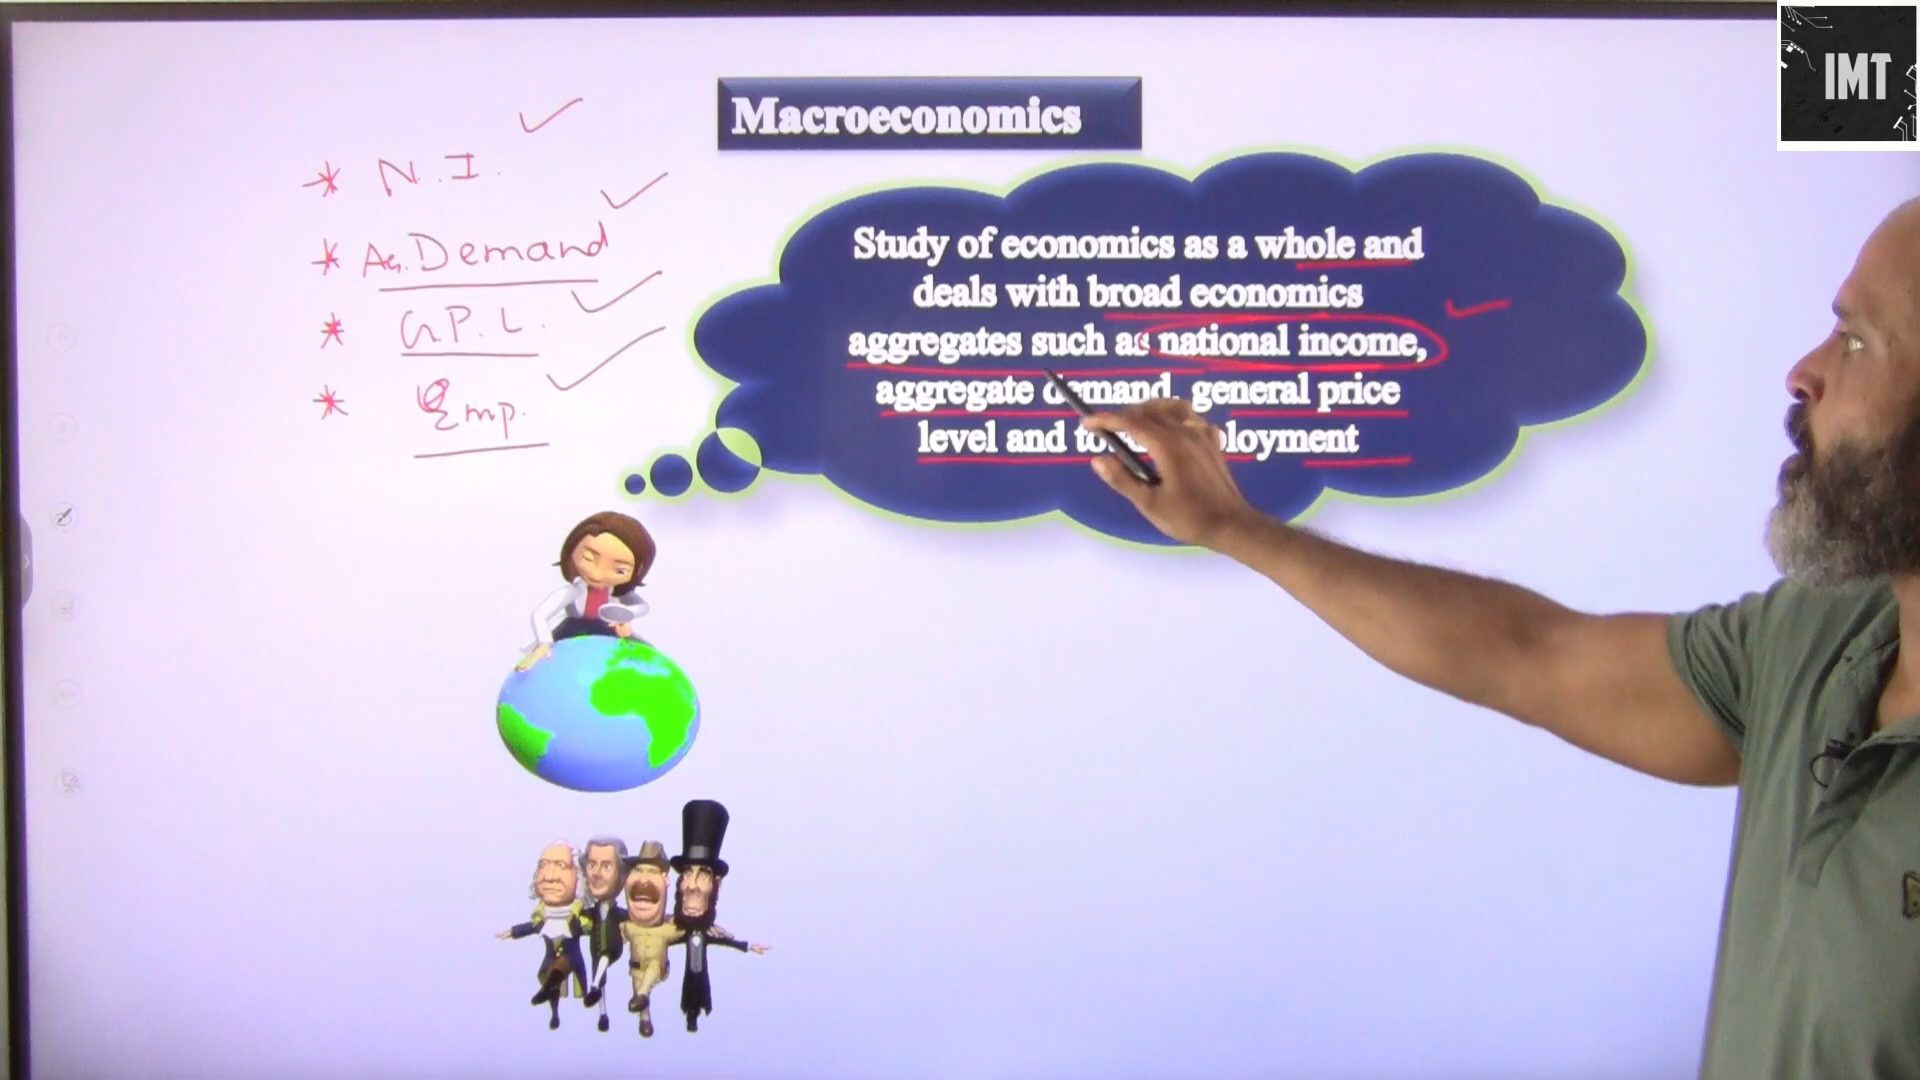 IMT
Macroeconomics
* N.I.
* Ag. Demand
* G.P.L.
* Emp.
Study of economics as a whole and
deals with broad economics
aggregates such as national income,
aggregate demand, general price
level and